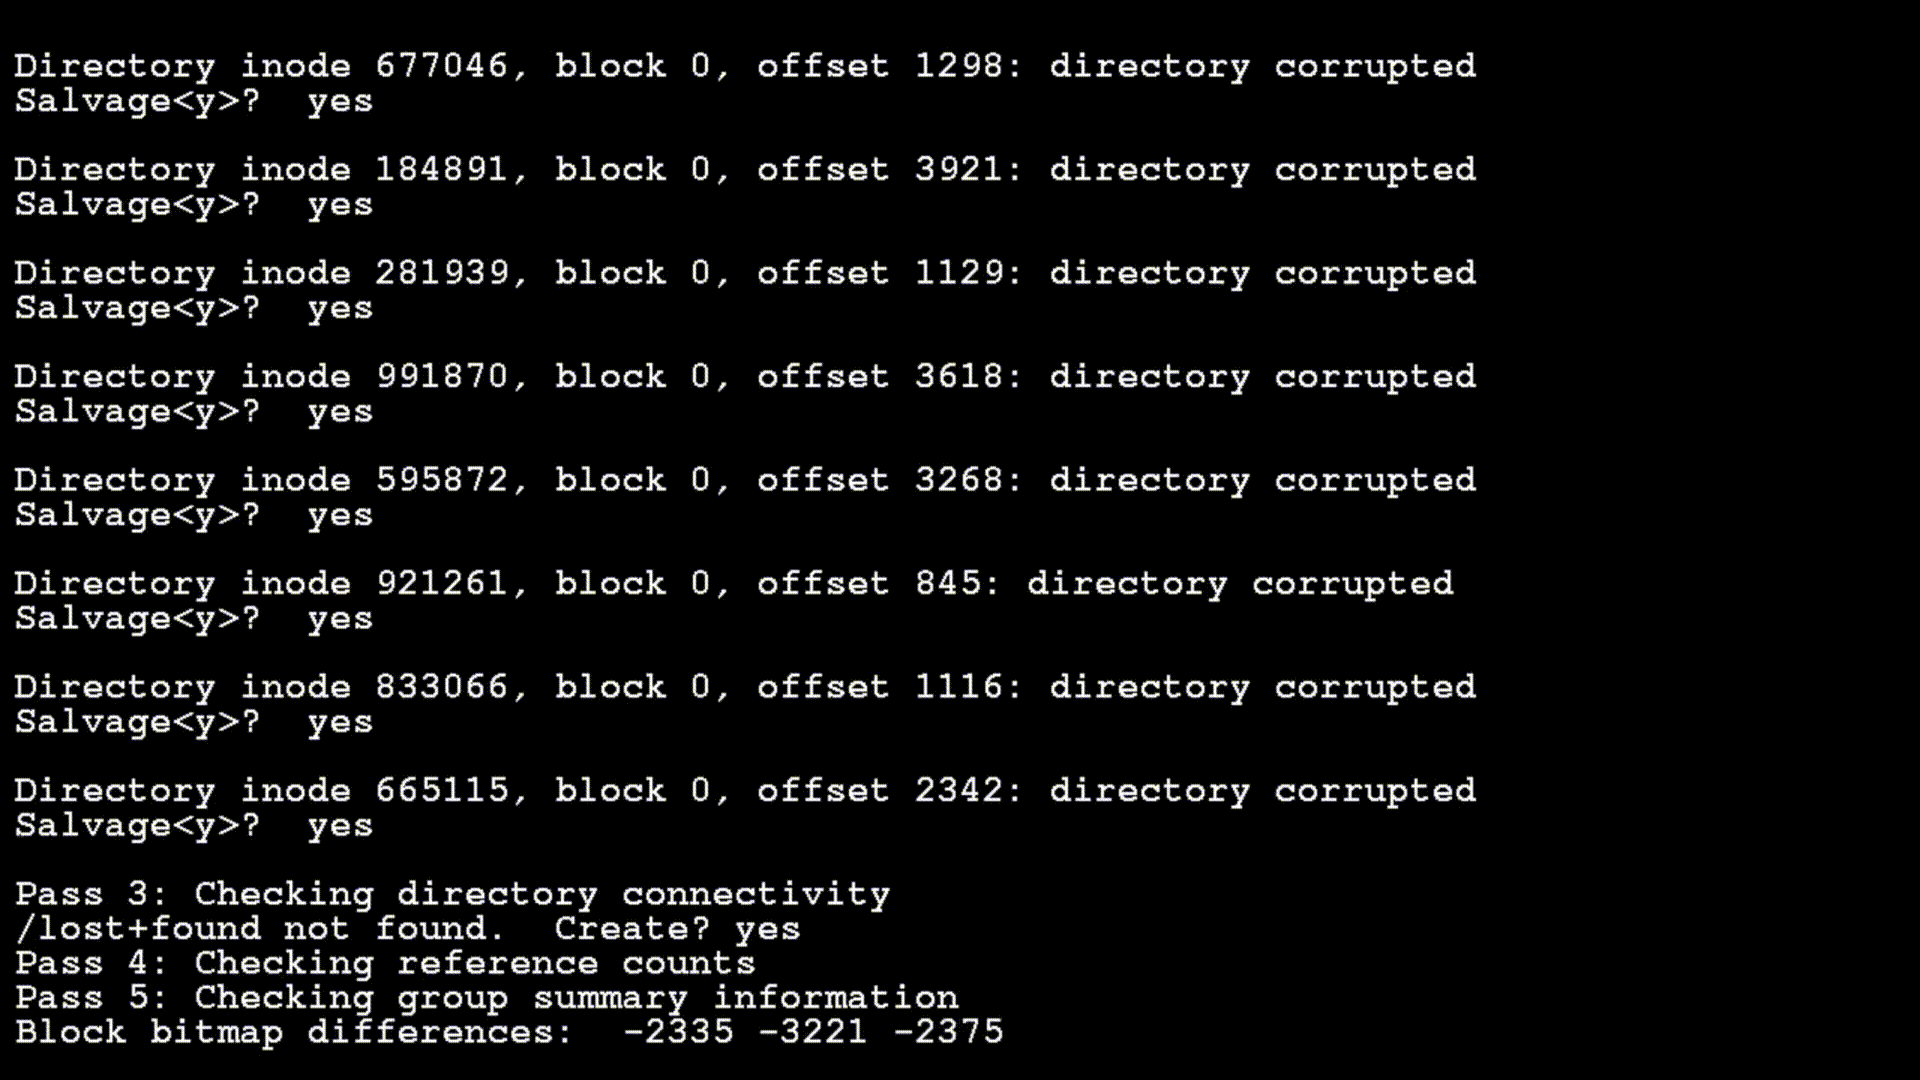 Directory inode 677046, block 0, offset 1298: directory corrupted
Salvage<y>?  yes
Directory inode 184891, block 0, offset 3921: directory corrupted
Salvage<y>?  yes
Directory inode 281939, block 0, offset 1129: directory corrupted
Salvage<y>?  yes
Directory inode 991870, block 0, offset 3618: directory corrupted
Salvage<y>?  yes
Directory inode 595872, block 0, offset 3268: directory corrupted
Salvage<y>?  yes
Directory inode 921261, block 0, offset 845: directory corrupted
Salvage<y>?  yes
Directory inode 833066, block 0, offset 1116: directory corrupted
Salvage<y>?  yes
Directory inode 665115, block 0, offset 2342: directory corrupted
Salvage<y>?  yes
Pass 3: Checking directory connectivity
/lost+found not found.  Create? yes
Pass 4: Checking reference counts
Pass 5: Checking group summary information
Block bitmap differences:  -2335 -3221 -2375